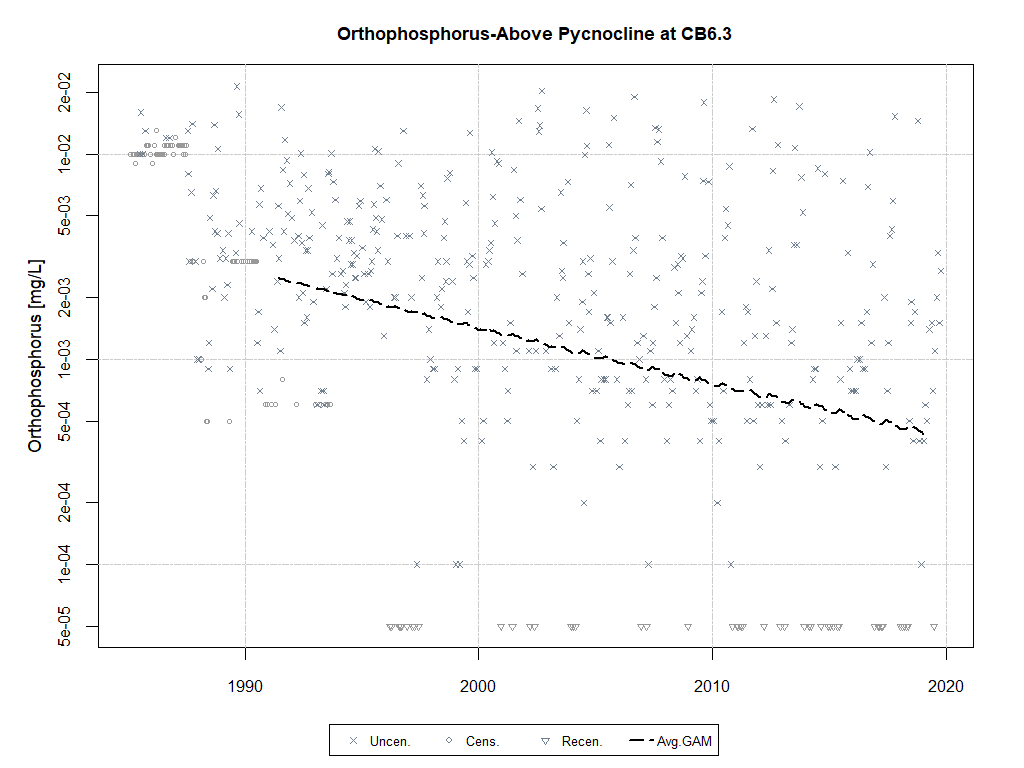 Orthophosphorus-Above Pycnocline at CB6.3
Orthophosphorus [mg/L]
2e-02
1e-02
5e-03
2e-03
1e-03
5e-04
2e-04
1e-04
5e-05
1990 2000 2010 2020
Uncen. Cens. Recen. Avg.GAM